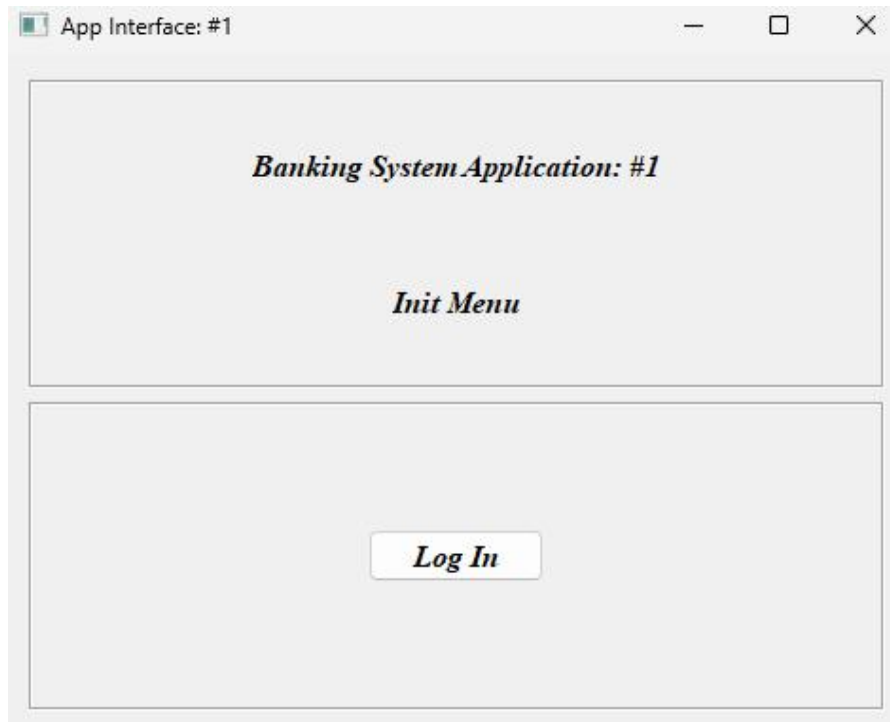 App Interface: #1
Banking System Application: #1
Init Menu
Log In